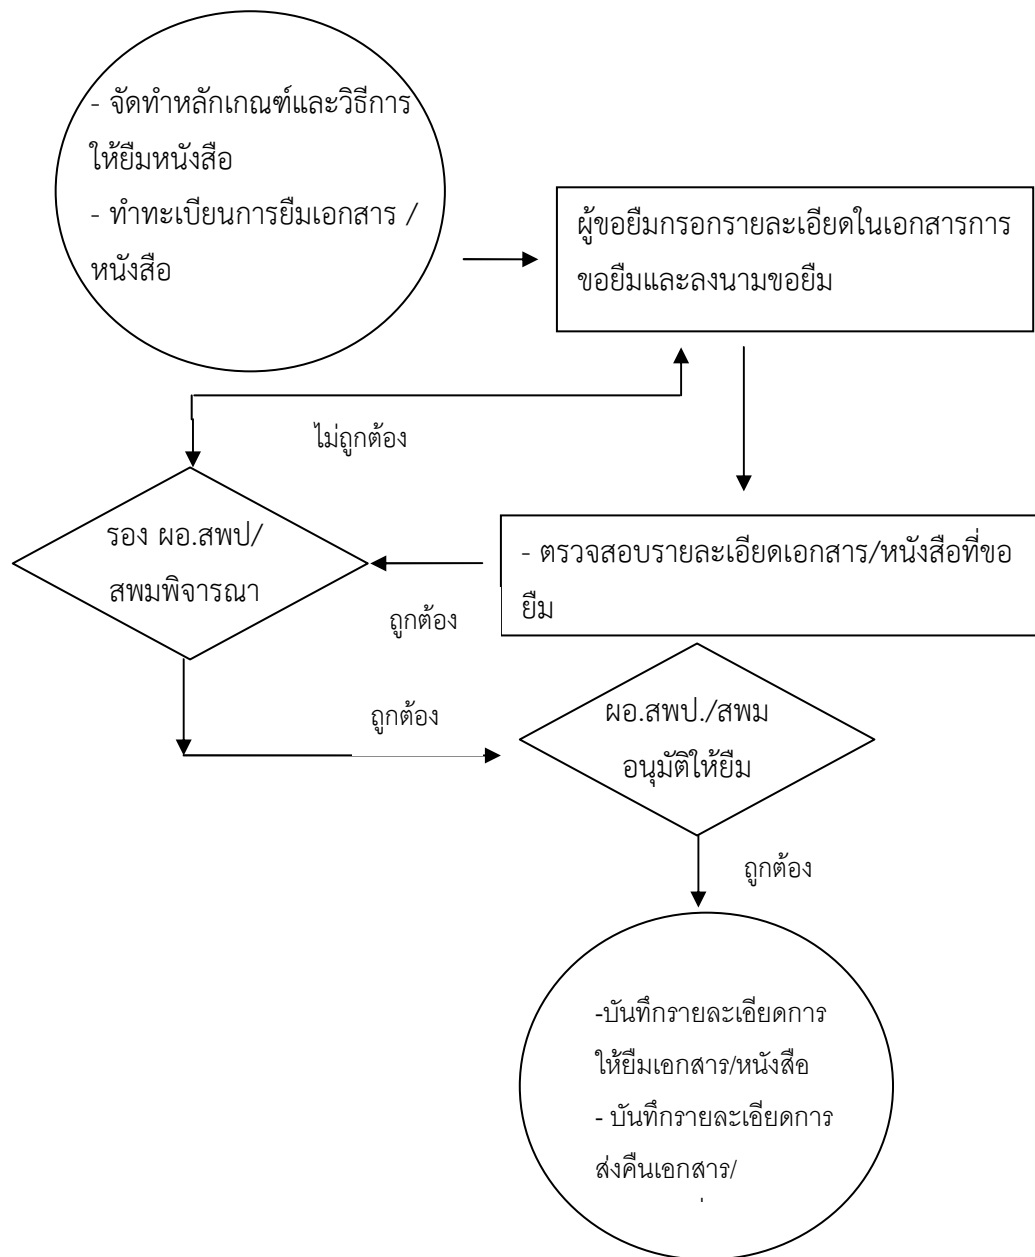 - จัดทำหลักเกณฑ์และวิธีการ
ให้ยืมหนังสือ
- ทำทะเบียนการยืมเอกสาร /
หนังสือ
ผู้ขอยืมกรอกรายละเอียดในเอกสารการ
ขอยืมและลงนามขอยืม
ไม่ถูกต้อง
รอง ผอ.สพป/
สพมพิจารณา
- ตรวจสอบรายละเอียดเอกสาร/หนังสือที่ขอ
ยืม
ถูกต้อง
ถูกต้อง
ผอ.สพป./สพม
อนุมัติให้ยืม
ถูกต้อง
-บันทึกรายละเอียดการ
ให้ยืมเอกสาร/หนังสือ
- บันทึกรายละเอียดการ
ส่งคืนเอกสาร/